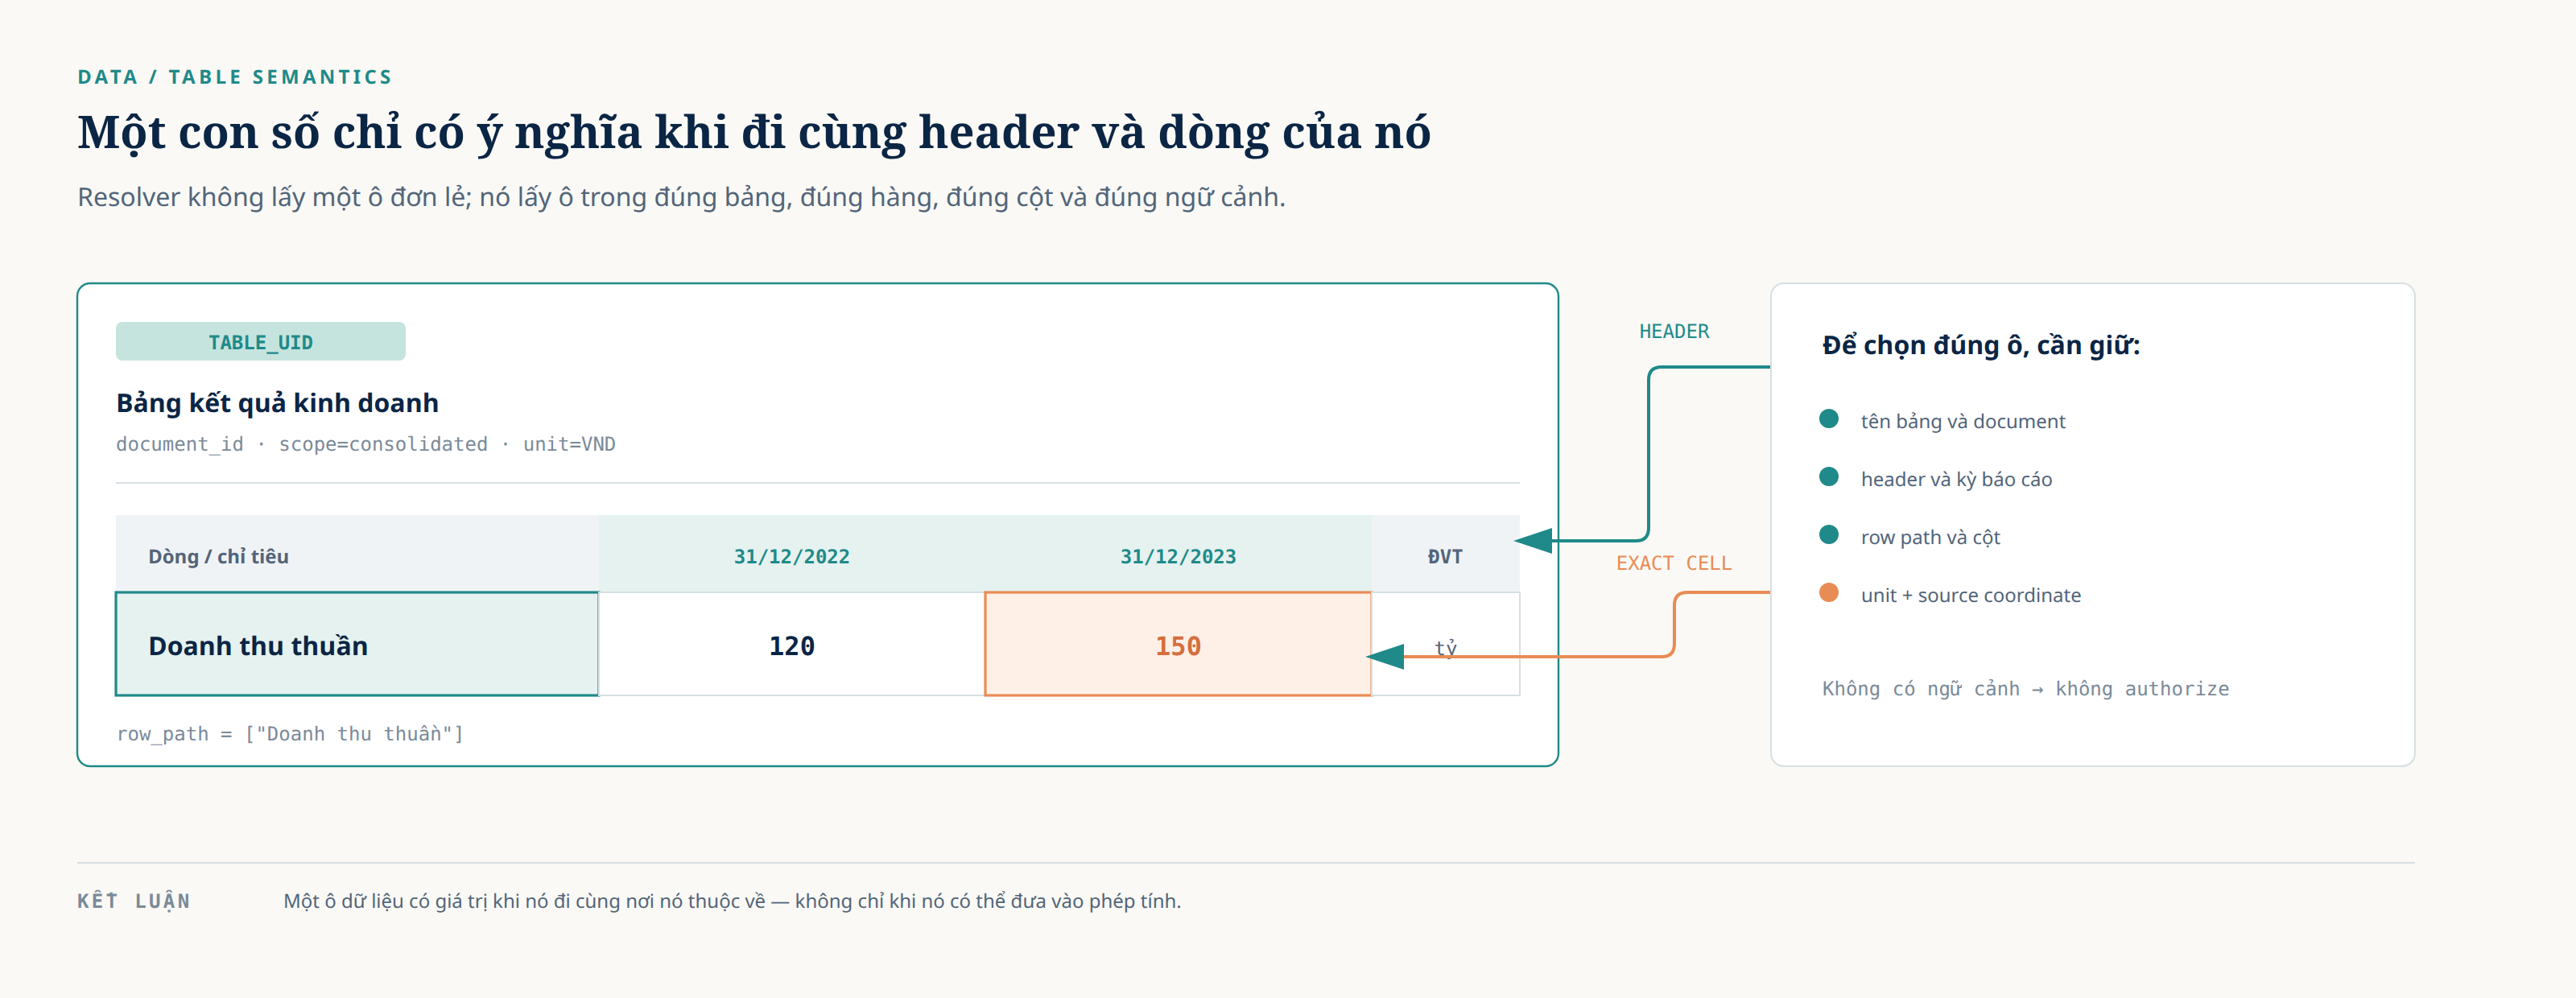 DATA / TABLE SEMANTICS
Một con số chỉ có ý nghĩa khi đi cùng header và dòng của nó
Resolver không lấy một ô đơn lẻ; nó lấy ô trong đúng bảng, đúng hàng, đúng cột và đúng ngữ cảnh.
TABLE_UID
Bảng kết quả kinh doanh
document_id · scope=consolidated · unit=VND
Dòng / chỉ tiêu 31/12/2022 31/12/2023 ĐVT
Doanh thu thuần 120 150 tỷ
row_path = ["Doanh thu thuần"]
HEADER
EXACT CELL
Để chọn đúng ô, cần giữ:
tên bảng và document
header và kỳ báo cáo
row path và cột
unit + source coordinate
Không có ngữ cảnh → không authorize
KẾT LUẬN Một ô dữ liệu có giá trị khi nó đi cùng nơi nó thuộc về — không chỉ khi nó có thể đưa vào phép tính.